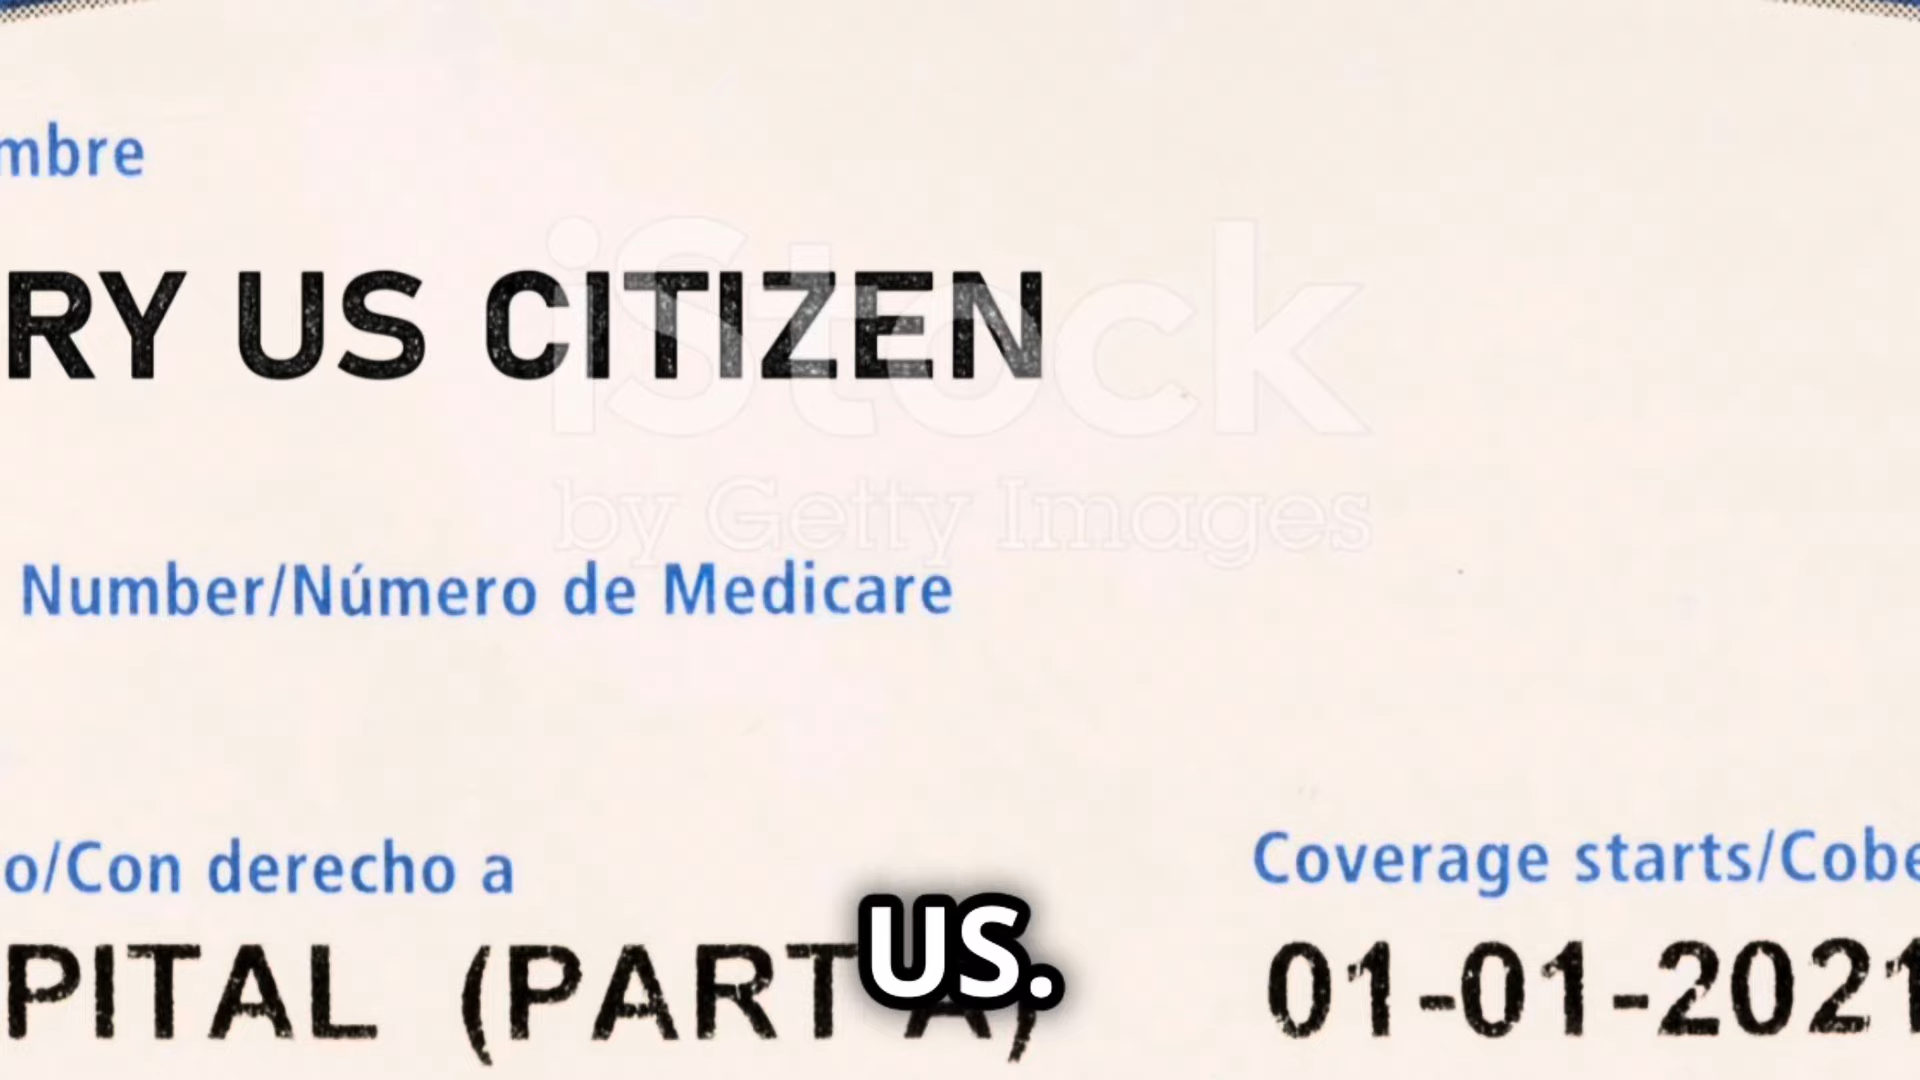 mbre
RY US CITIZEN
iStock
by Getty Images
Number/Número de Medicare
o/Con derecho a
Coverage starts/Cobe
PITAL (PART A)
01-01-2021
US.